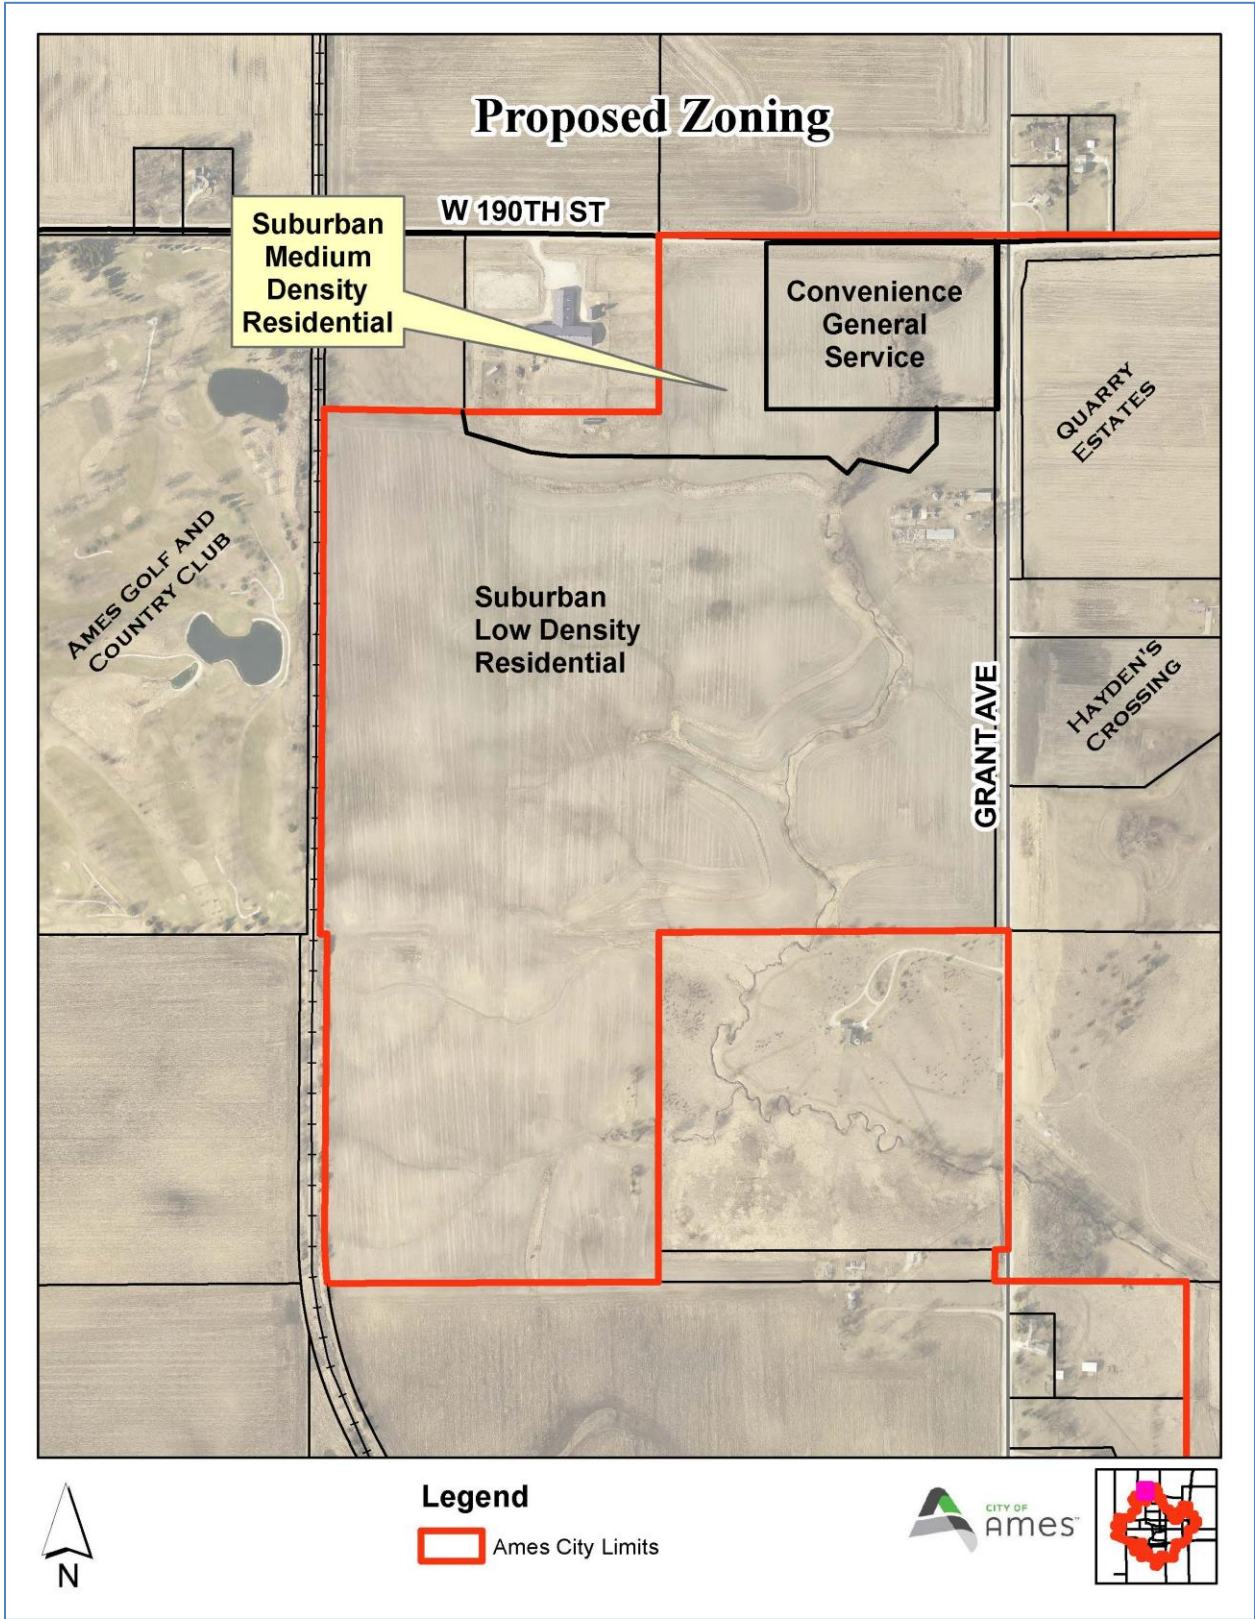 Proposed Zoning
W 190TH ST
Suburban
Medium
Density
Residential
Convenience
General
Service
QUARRY
ESTATES
AMES GOLF AND
COUNTRY CLUB
Suburban
Low Density
Residential
GRANT AVE
HAYDEN'S
CROSSING
N
Legend
Ames City Limits
CITY OF
Ames™